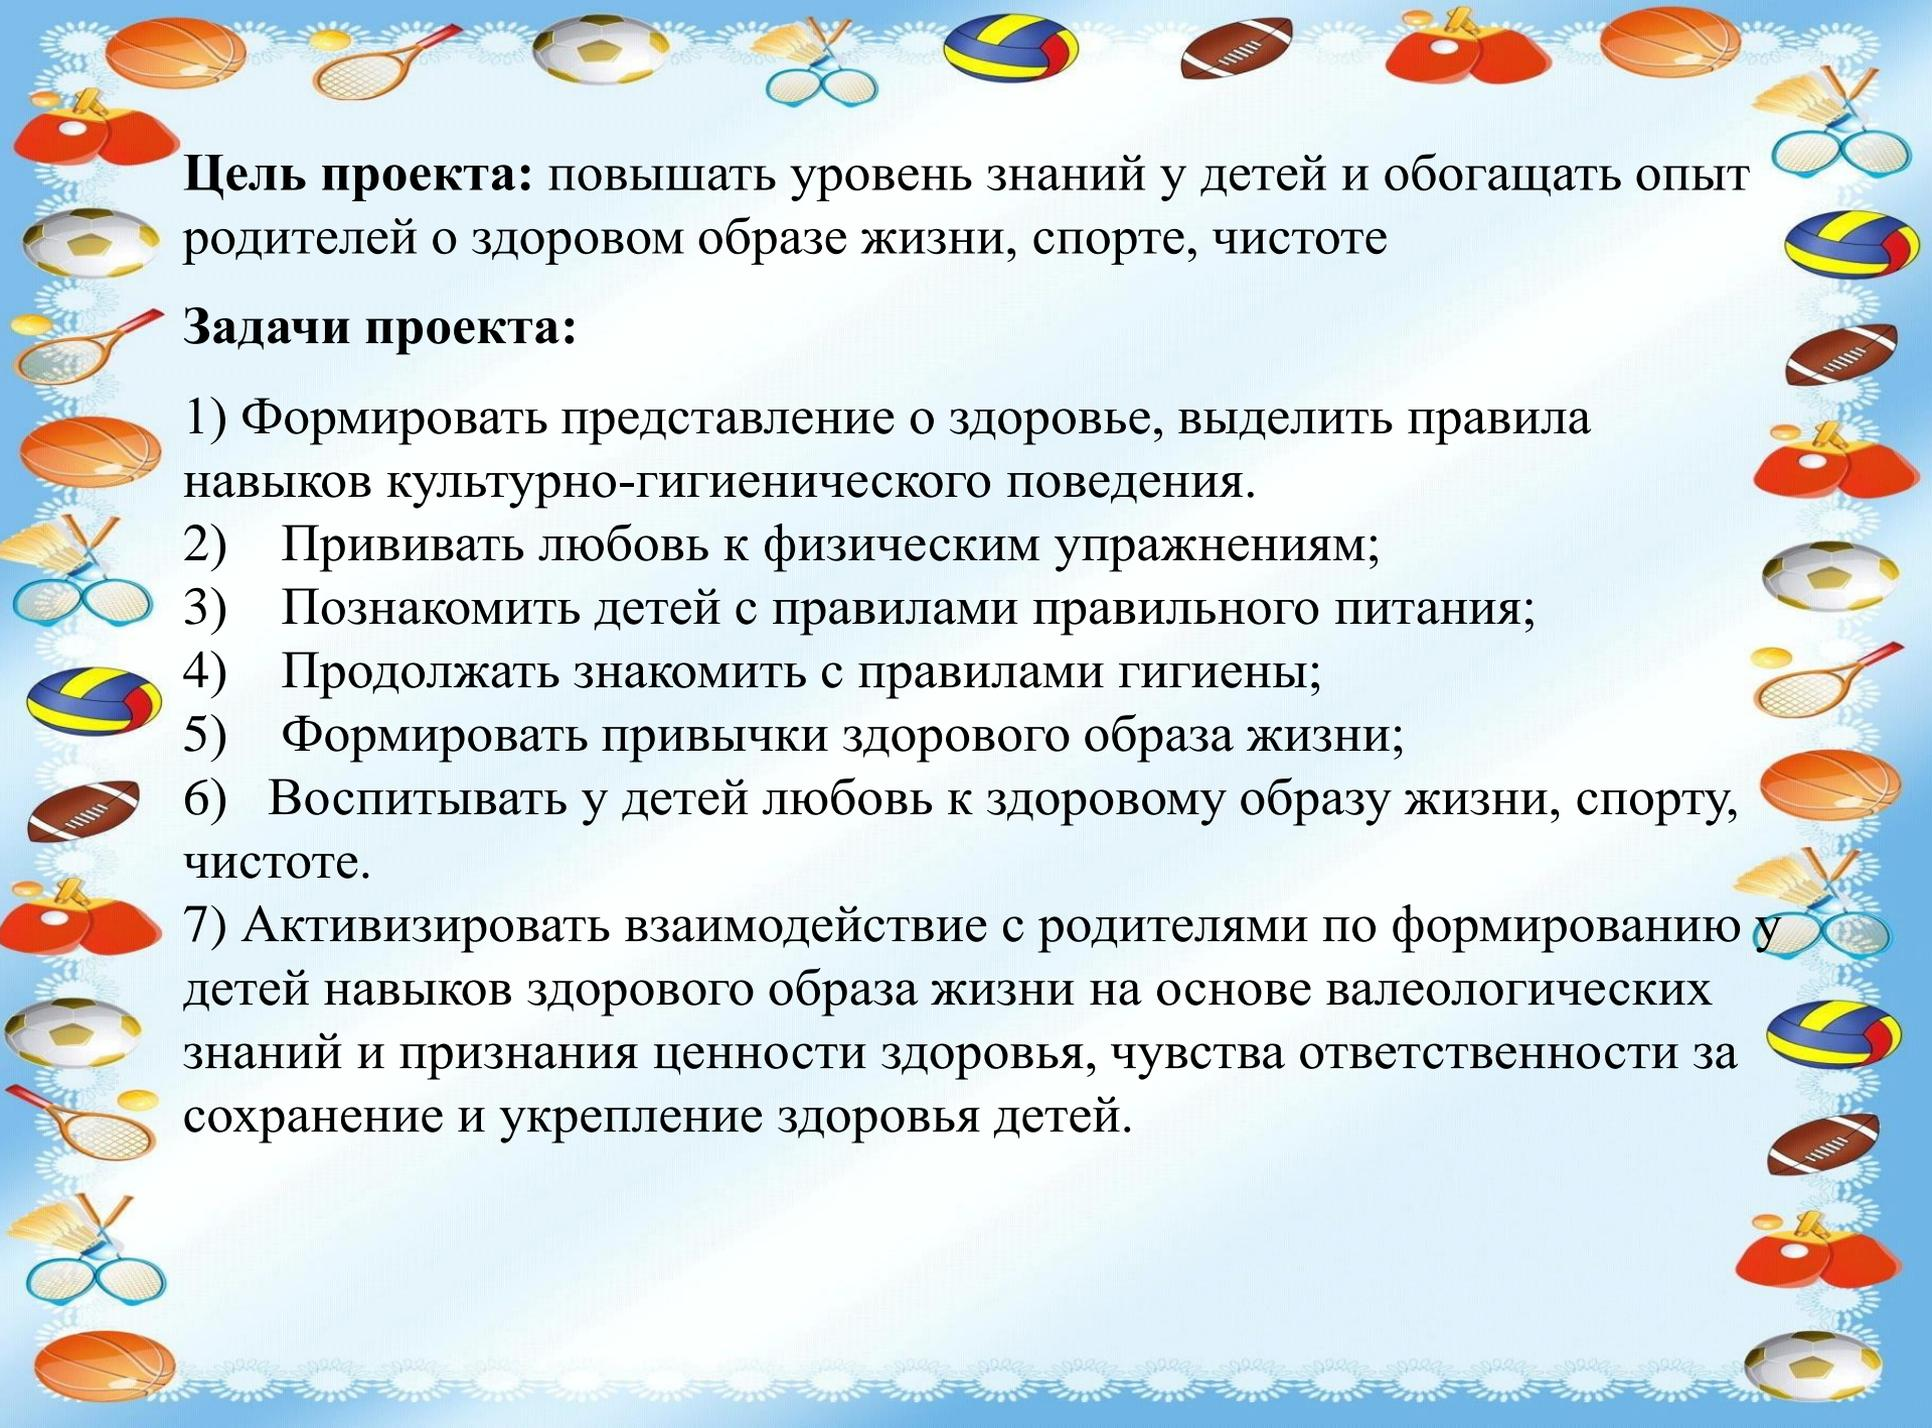 Цель проекта: повышать уровень знаний у детей и обогащать опыт
родителей о здоровом образе жизни, спорте, чистоте
Задачи проекта:
1) Формировать представление о здоровье, выделить правила
навыков культурно-гигиенического поведения.
2) Прививать любовь к физическим упражнениям;
3) Познакомить детей с правилами правильного питания;
4) Продолжать знакомить с правилами гигиены;
5) Формировать привычки здорового образа жизни;
6) Воспитывать у детей любовь к здоровому образу жизни, спорту,
чистоте.
7) Активизировать взаимодействие с родителями по формированию у
детей навыков здорового образа жизни на основе валеологических
знаний и признания ценности здоровья, чувства ответственности за
сохранение и укрепление здоровья детей.